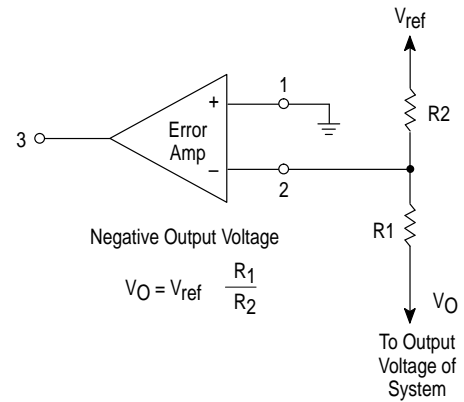 Vref
1
+
R2
3
Error
Amp
–
2
R1
Negative Output Voltage
VO = Vref R1
R2
VO
To Output
Voltage of
System